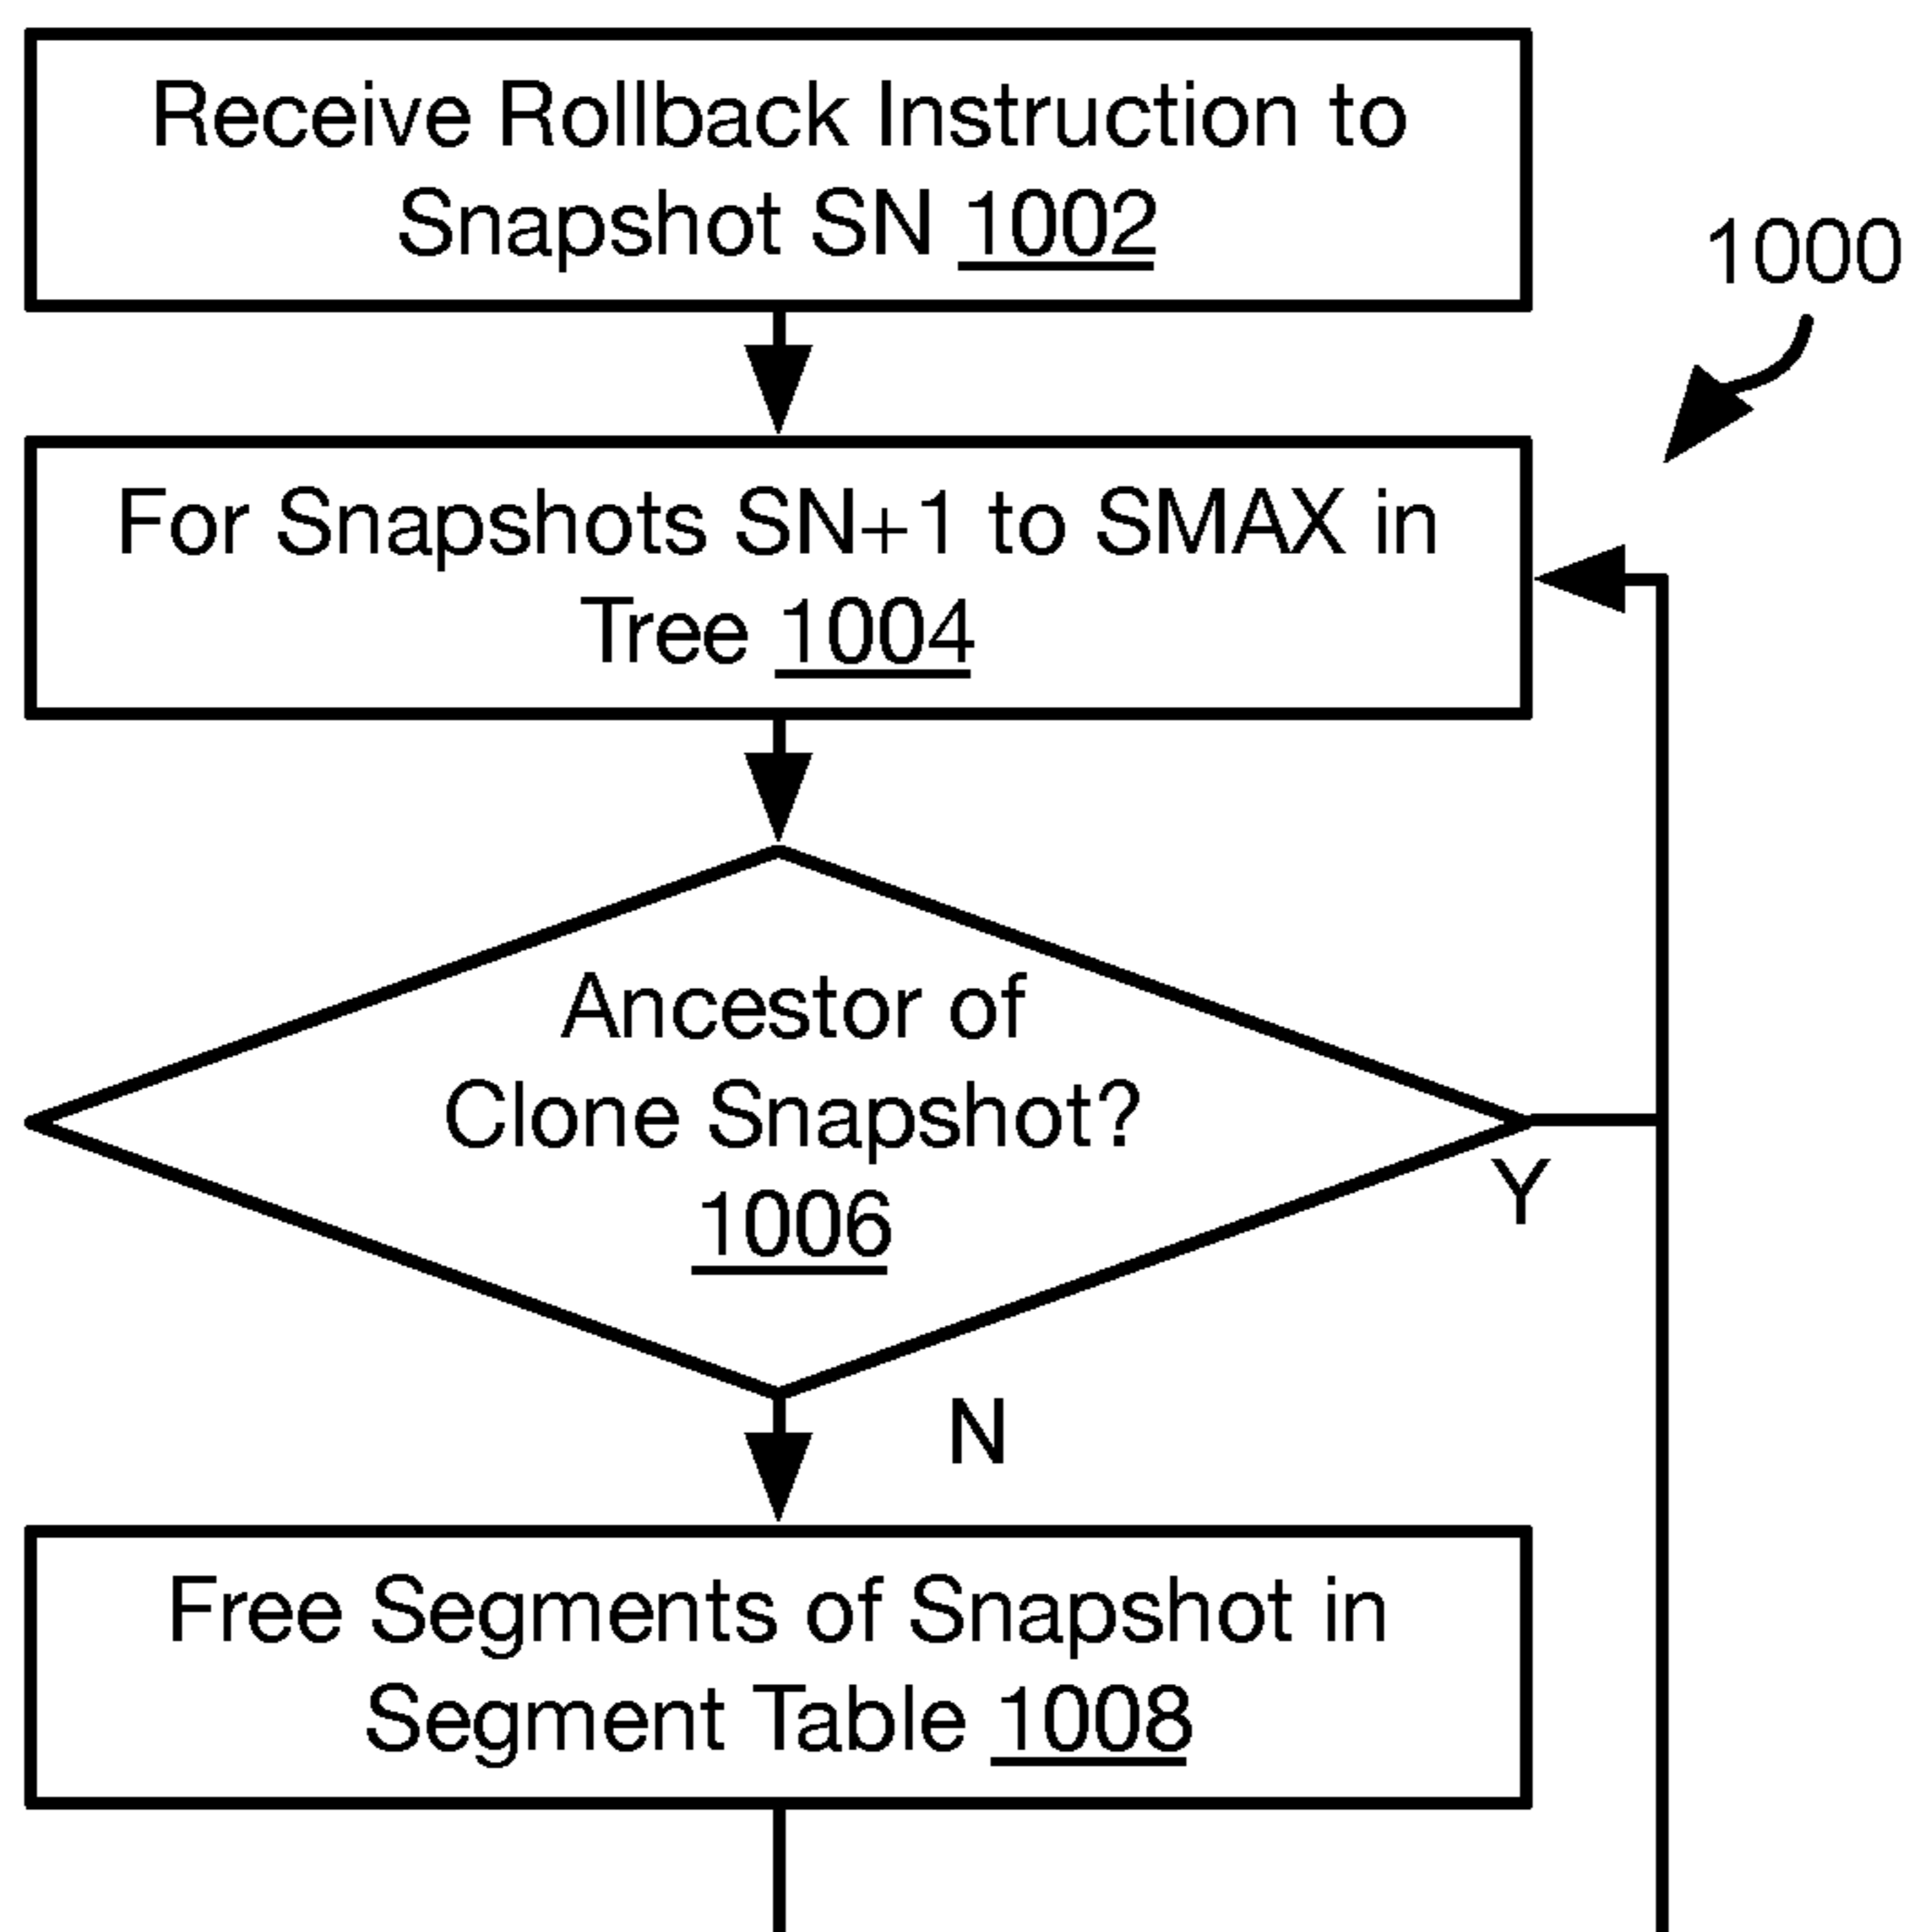 Receive Rollback Instruction to
Snapshot SN 1002
1000
For Snapshots SN+1 to SMAX in
Tree 1004
Ancestor of
Clone Snapshot?
1006
Y
N
Free Segments of Snapshot in
Segment Table 1008